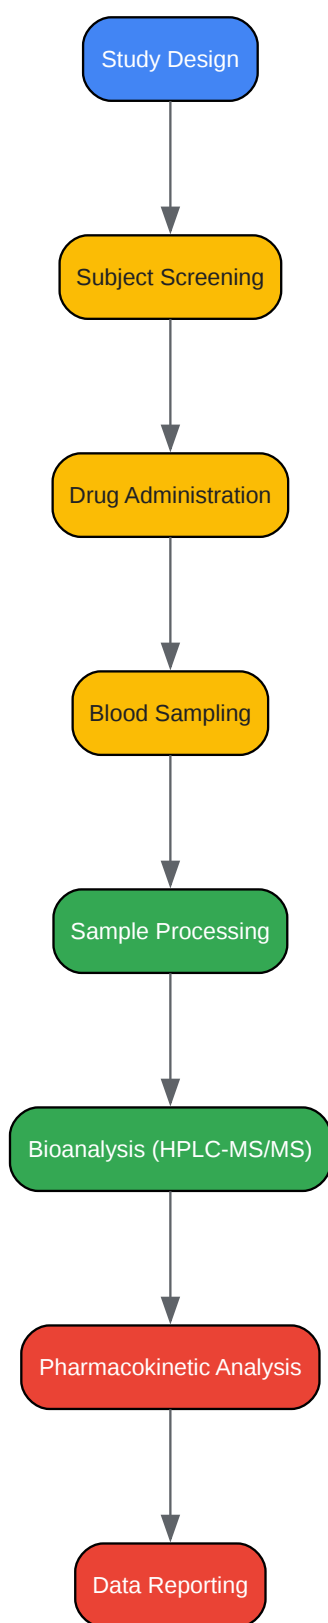 Study Design
Subject Screening
Drug Administration
Blood Sampling
Sample Processing
Bioanalysis (HPLC-MS/MS)
Pharmacokinetic Analysis
Data Reporting